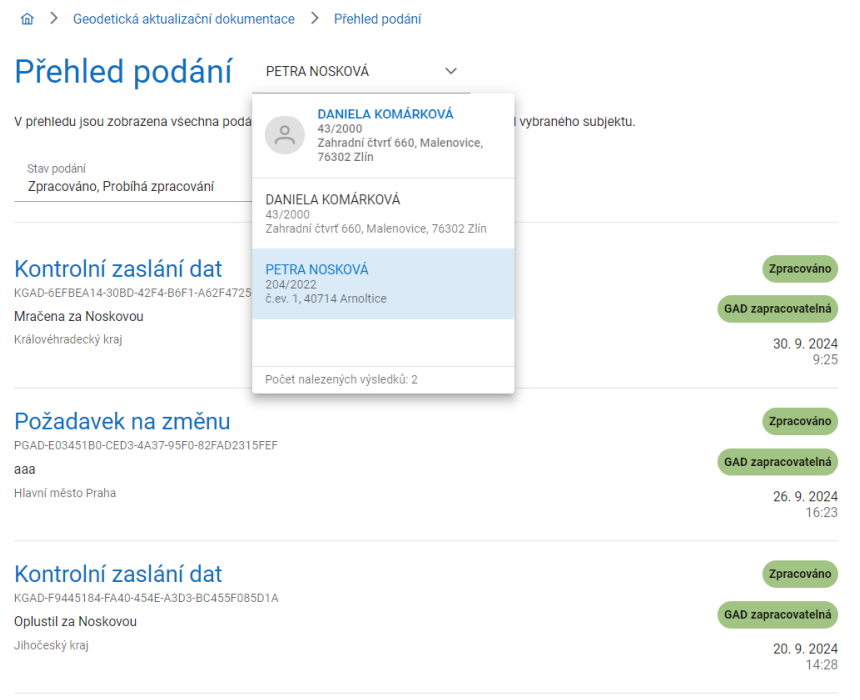 Geodetická aktualizační dokumentace > Přehled podání
Přehled podání
PETRA NOSKOVÁ
V přehledu jsou zobrazena všechna podá
vybraného subjektu.
DANIELA KOMÁRKOVÁ
43/2000
Zahradní čtvrť 660, Malenovice,
76302 Zlín
Stav podání
Zpracováno, Probíhá zpracování
DANIELA KOMÁRKOVÁ
43/2000
Zahradní čtvrť 660, Malenovice, 76302 Zlín
PETRA NOSKOVÁ
204/2022
č.ev. 1, 40714 Arnoltice
Počet nalezených výsledků: 2
Kontrolní zaslání dat
KGAD-6EFBEA14-30BD-42F4-B6F1-A62F4725
Mračena za Noskovou
Královéhradecký kraj
Zpracováno
GAD zapracovatelná
30. 9. 2024
9:25
Požadavek na změnu
PGAD-E03451B0-CED3-4A37-95F0-82FAD2315FEF
aaa
Hlavní město Praha
Zpracováno
GAD zapracovatelná
26. 9. 2024
16:23
Kontrolní zaslání dat
KGAD-F9445184-FA40-454E-A3D3-BC455F085D1A
Oplustil za Noskovou
Jihočeský kraj
Zpracováno
GAD zapracovatelná
20. 9. 2024
14:28